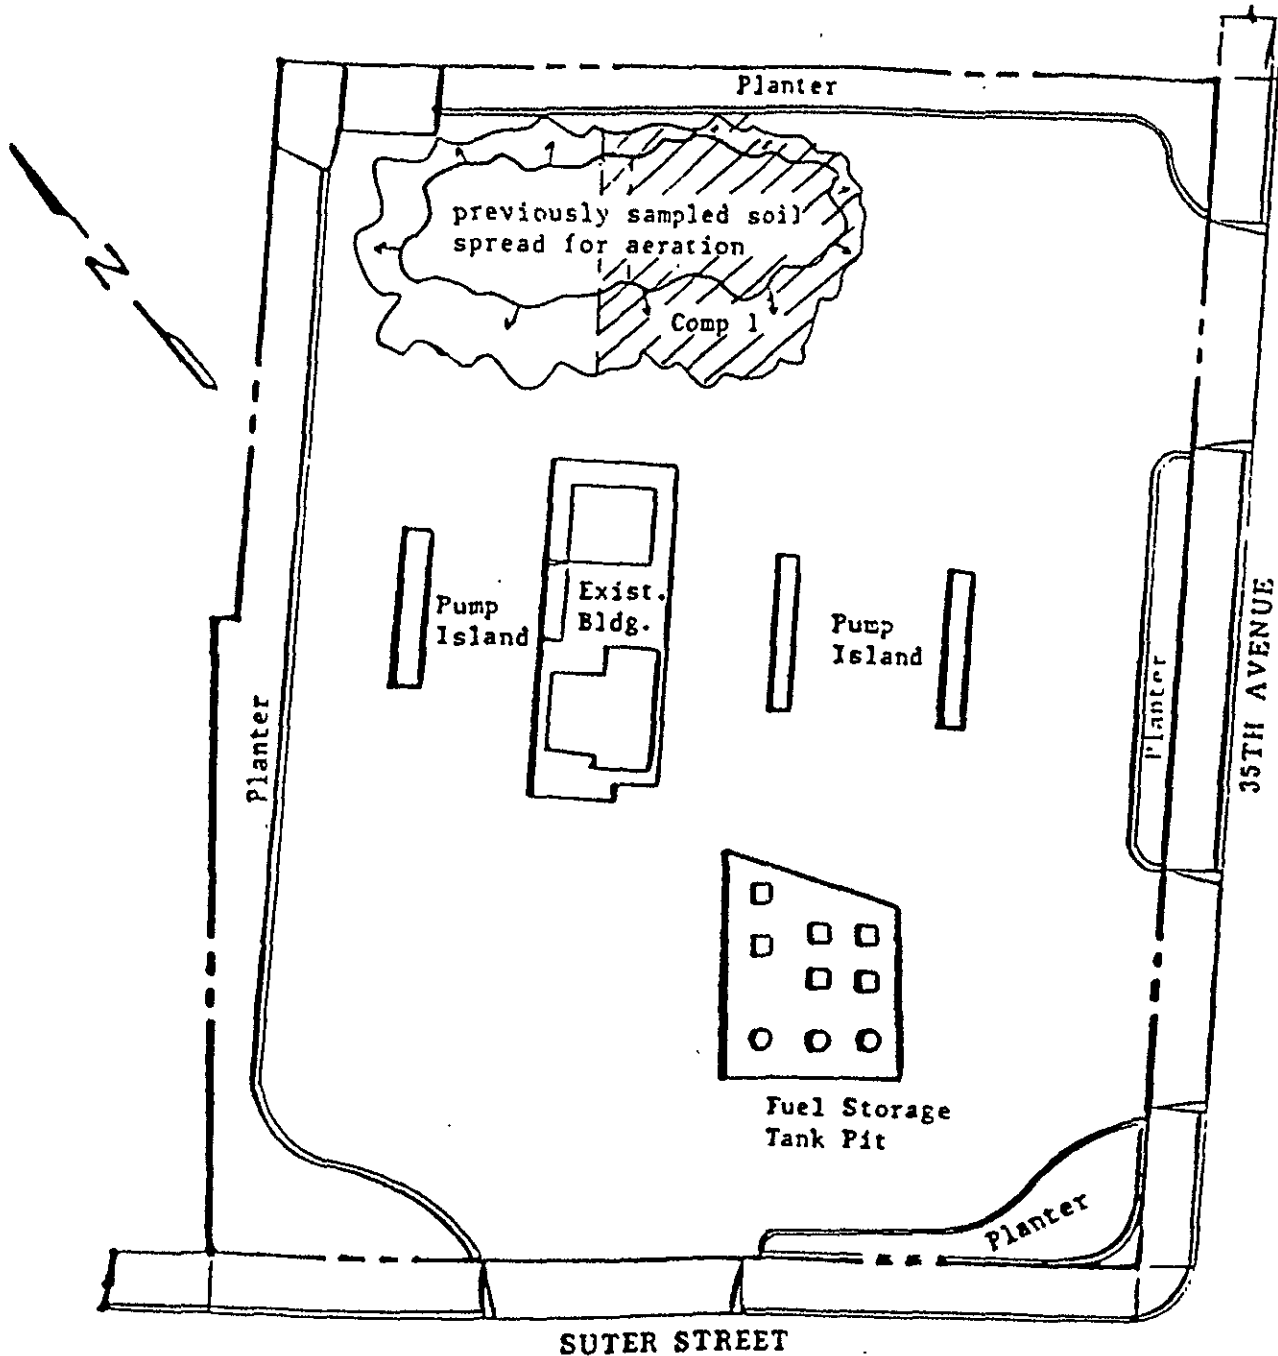 Planter
N
previously sampled soil
spread for aeration
Comp 1
Pump
Island
Exist.
Bldg.
Pump
Island
Planter
Planter
35TH AVENUE
Fuel Storage
Tank Pit
Planter
SUTER STREET